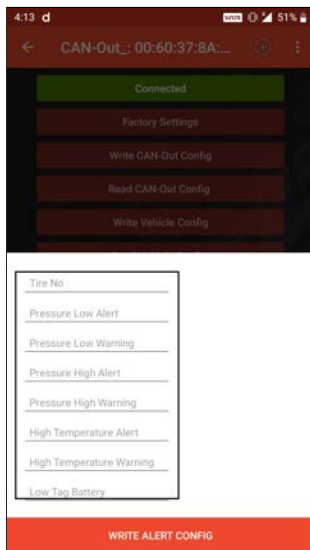 4:13 d
51%
CAN-Out_: 00:60:37:8A:...
Connected
Factory Settings
Write CAN-Out Config
Read CAN-Out Config
Write Vehicle Config
Tire No
Pressure Low Alert
Pressure Low Warning
Pressure High Alert
Pressure High Warning
High Temperature Alert
High Temperature Warning
Low Tag Battery
WRITE ALERT CONFIG